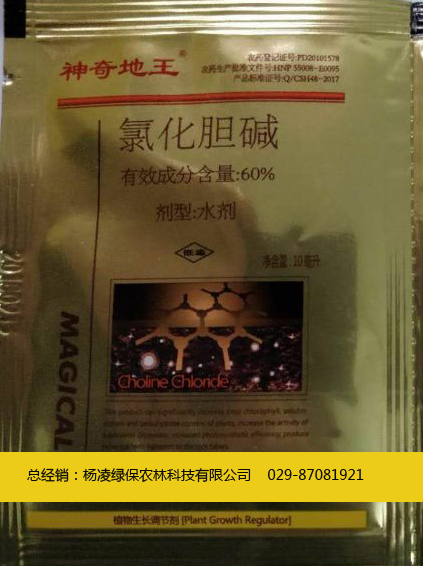 神奇地王®
农药登记证号:PD20101578
农药生产批准文件号:HNP 55008-E0095
产品标准证号:Q/CSH48-2017
氯化胆碱
有效成分含量:60%
剂型:水剂
低毒
净含量:10毫升
MAGICAL
Choline Chloride
总经销：杨凌绿保农林科技有限公司 029-87081921
植物生长调节剂 (Plant Growth Regulator)